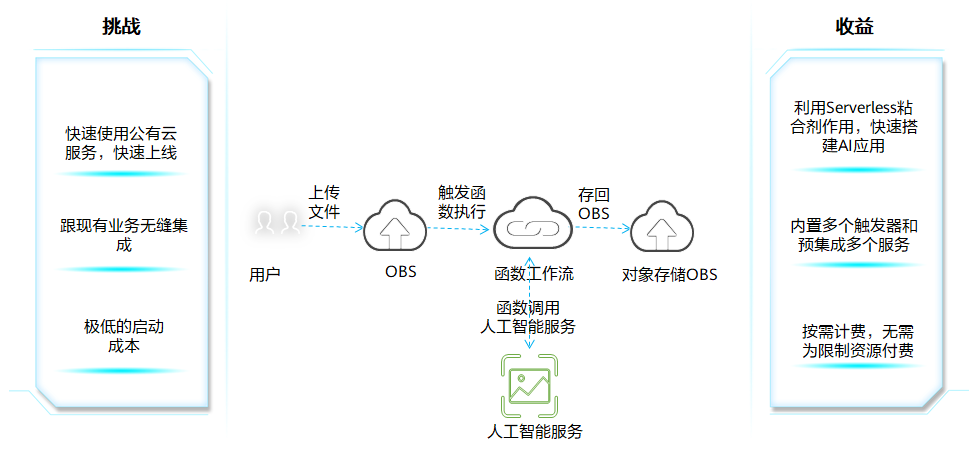 挑战
快速使用公有云
服务，快速上线
跟现有业务无缝集
成
极低的启动
成本
上传
文件
用户
OBS
触发函
数执行
函数工作流
存回
OBS
对象存储OBS
函数调用
人工智能服务
人工智能服务
收益
利用Serverless粘
合剂作用，快速搭
建AI应用
内置多个触发器和
预集成多个服务
按需计费，无需
为限制资源付费